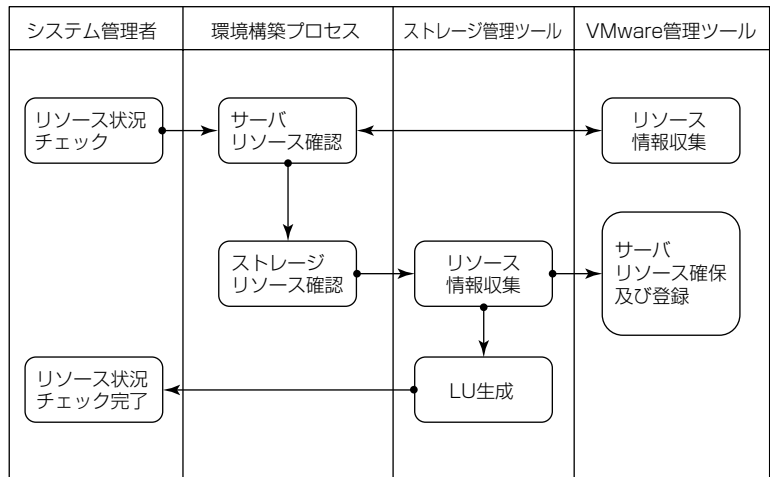 システム管理者
環境構築プロセス
ストレージ管理ツール
VMware管理ツール
リソース状況
チェック
サーバ
リソース確認
リソース
情報収集
ストレージ
リソース確認
リソース
情報収集
サーバ
リソース確保
及び登録
リソース状況
チェック完了
LU生成